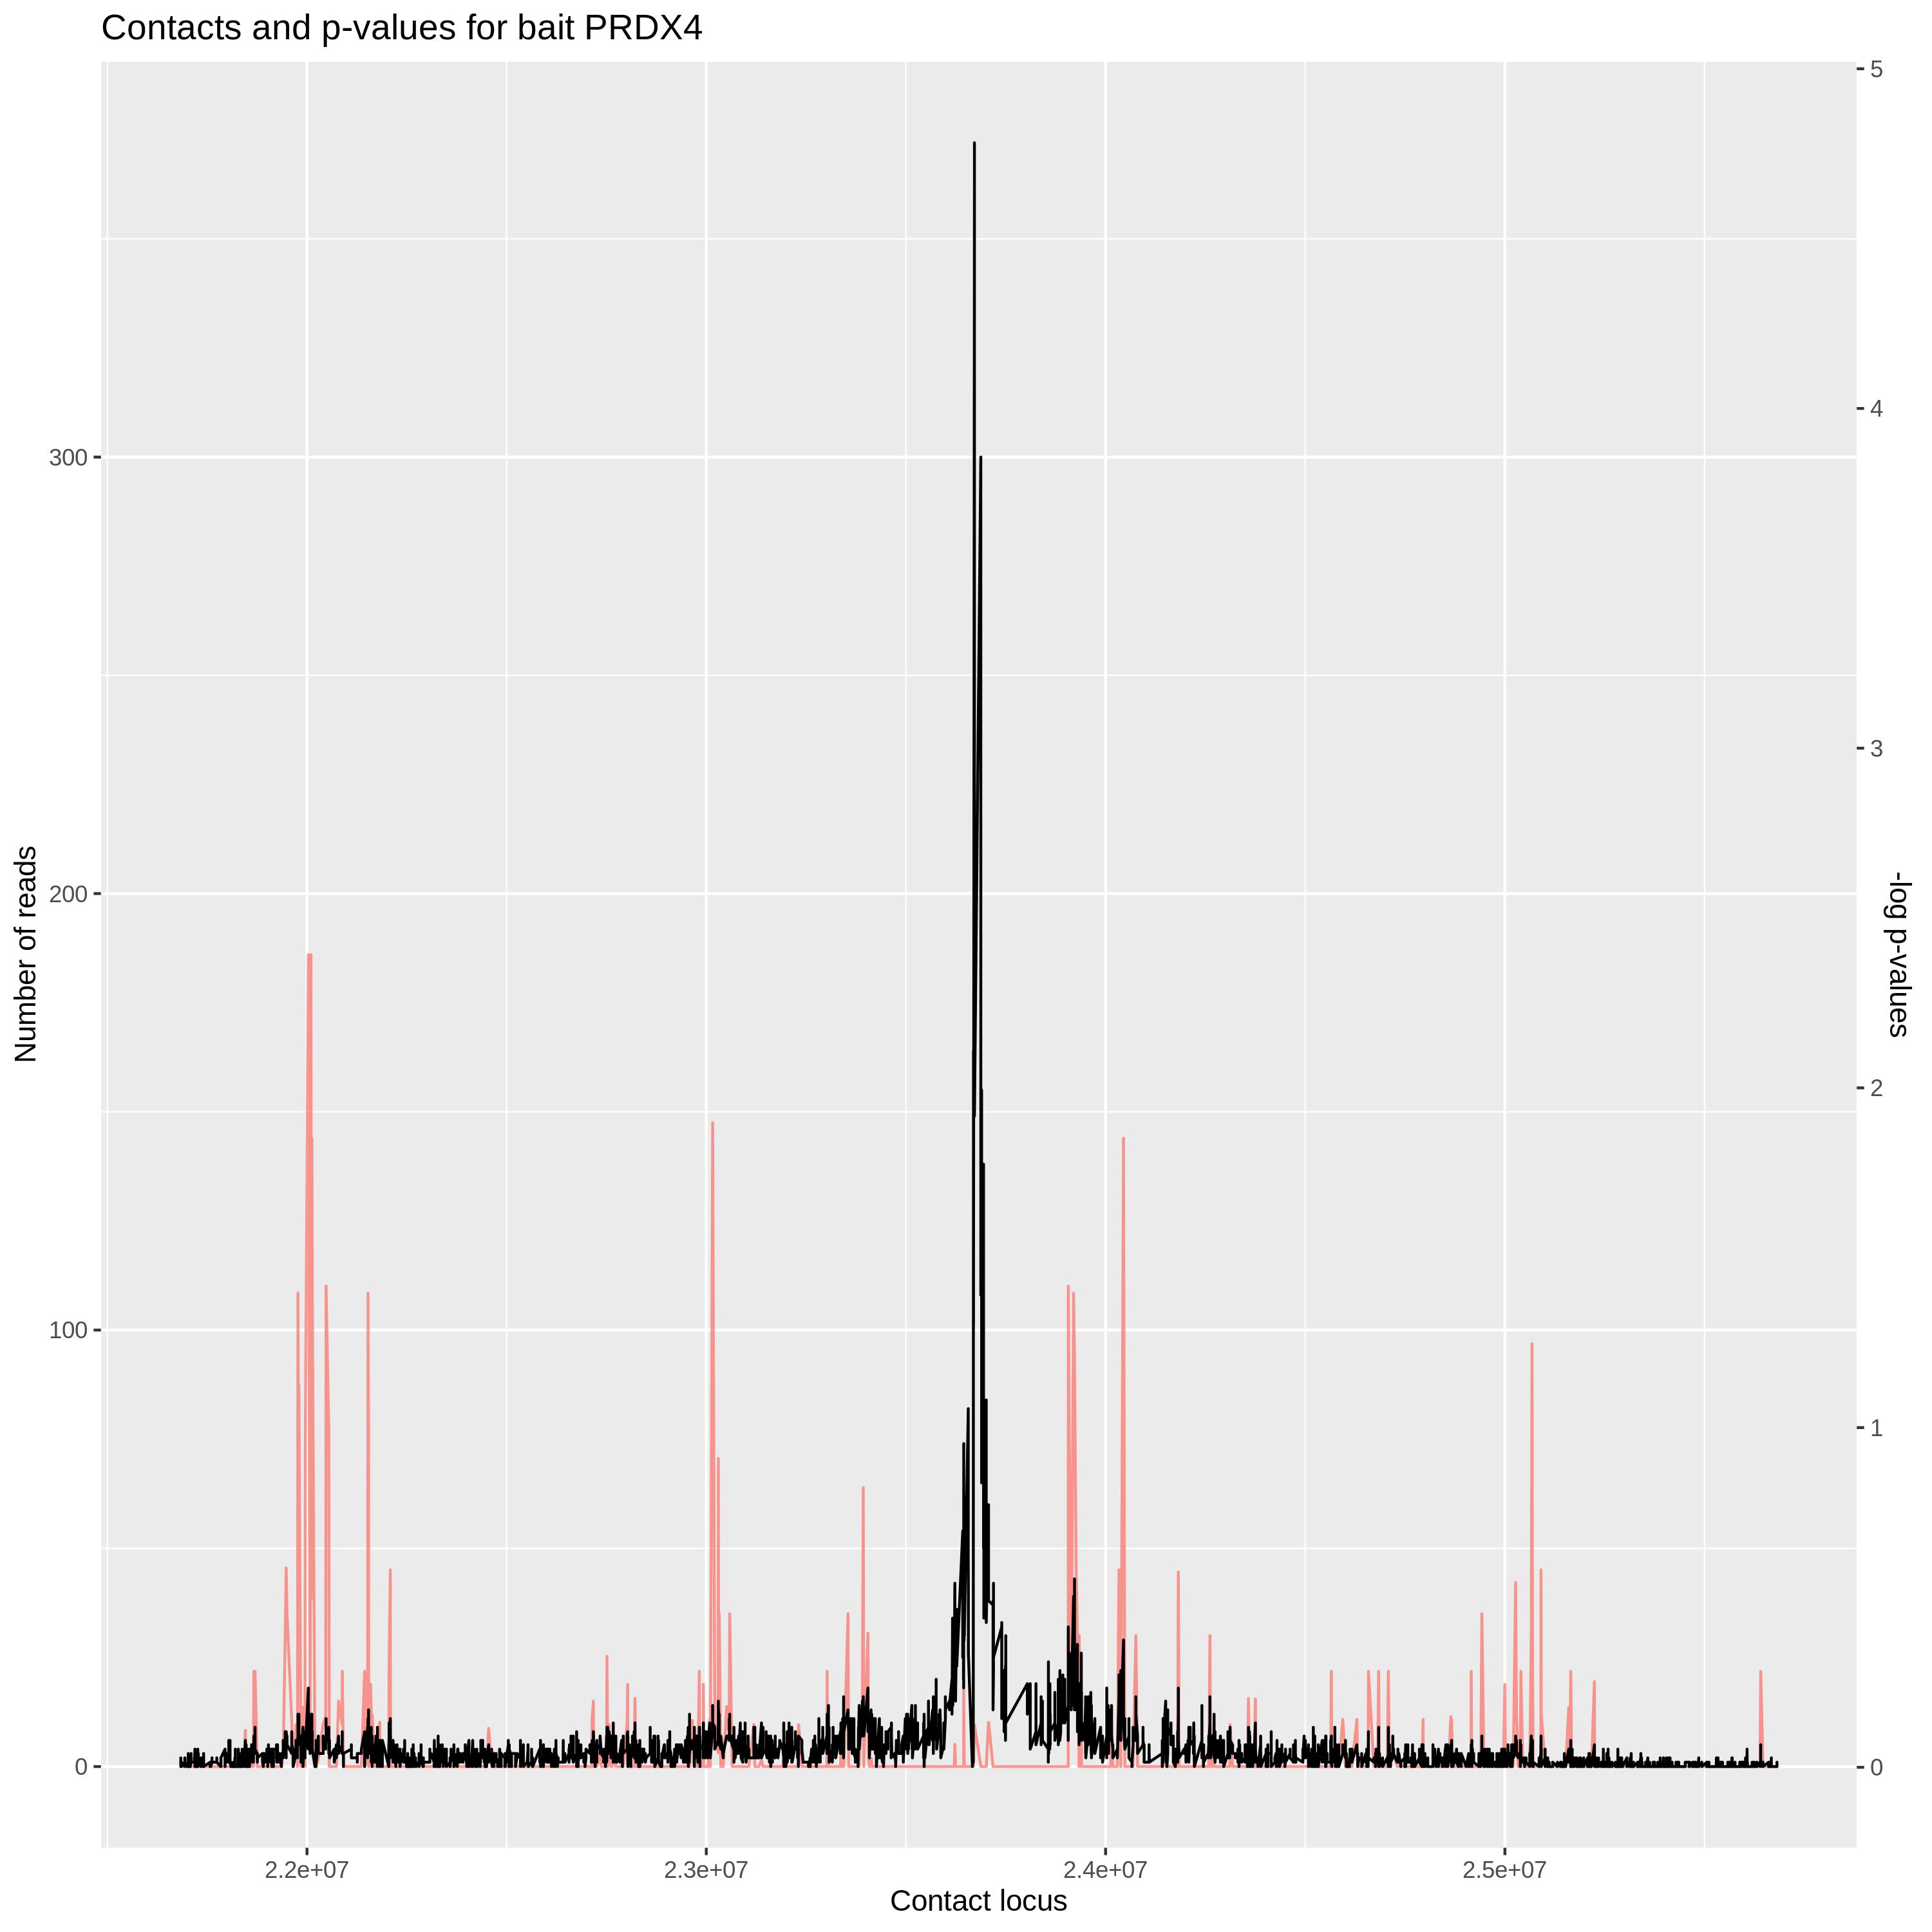 Contacts and p-values for bait PRDX4
Number of reads
300
200
100
0
5
4
3
2
1
0
-log p-values
2.2e+07
2.3e+07
2.4e+07
2.5e+07
Contact locus